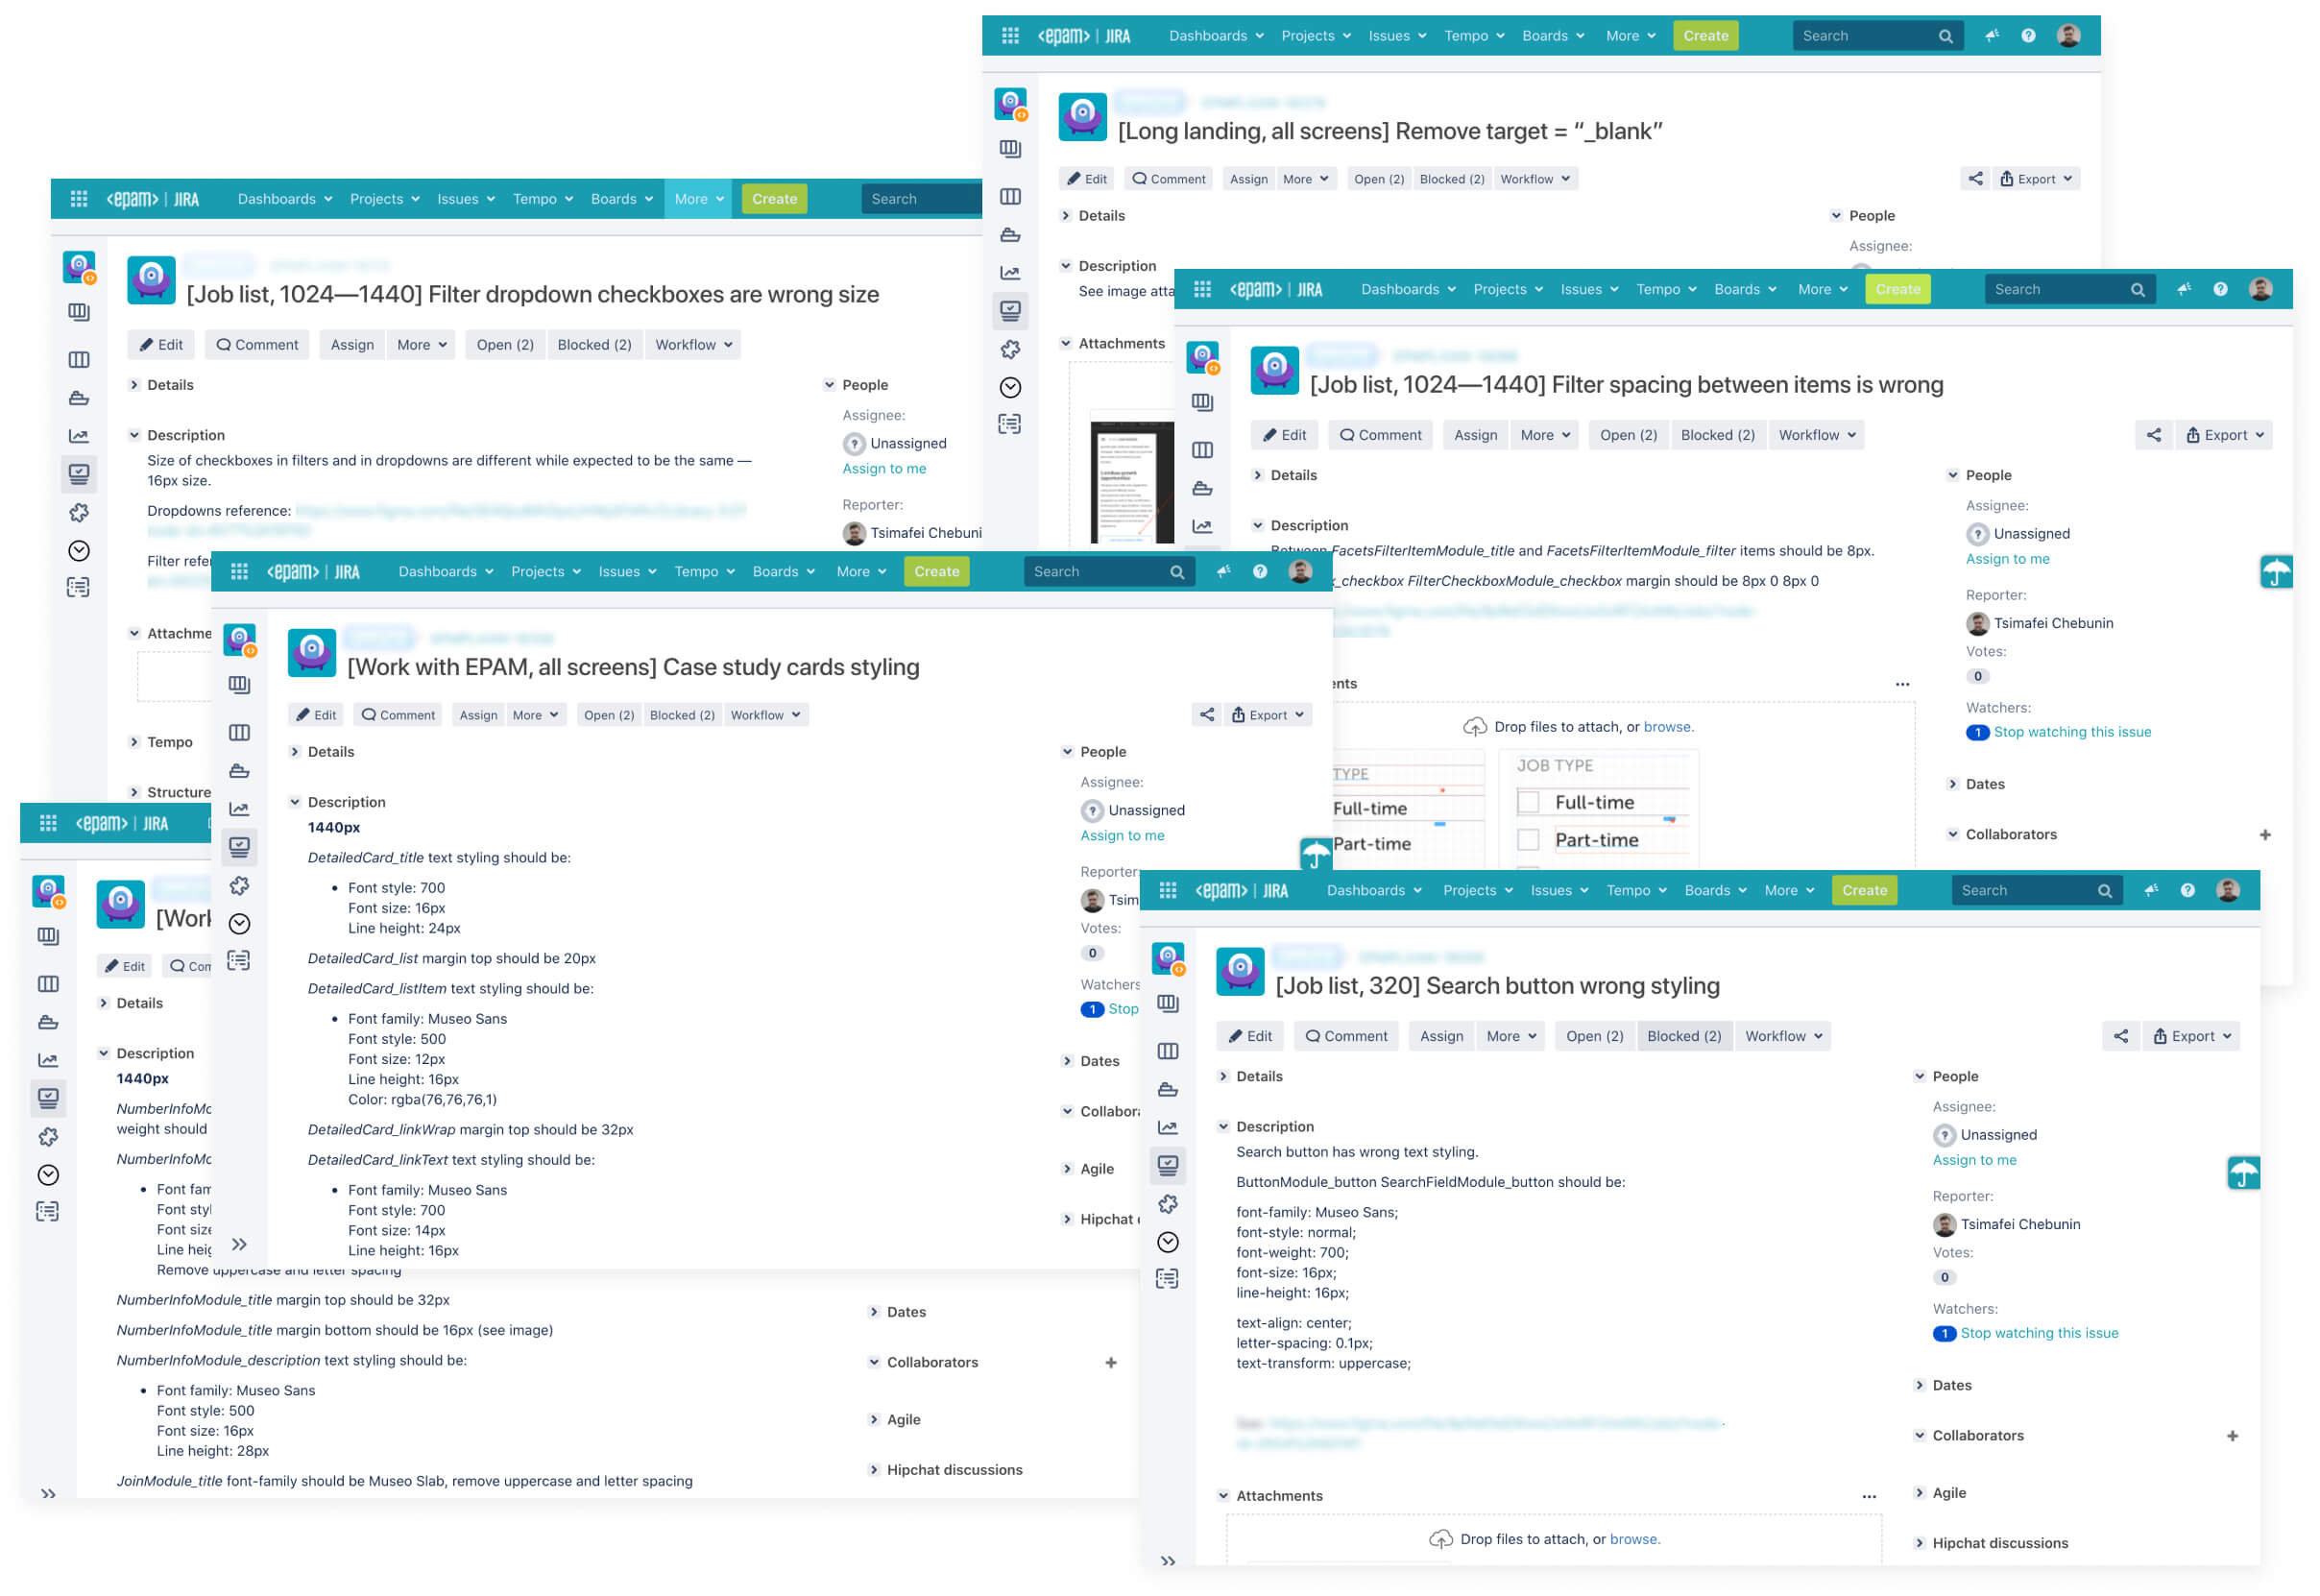 <epam> | JIRA Dashboards Projects Issues Tempo Boards More Create Search
[Long landing, all screens] Remove target = “_blank”
Edit Comment Assign More Open (2) Blocked (2) Workflow Export
Details
People
Assignee:
Description
See image atta
Attachments
<epam> | JIRA Dashboards Projects Issues Tempo Boards More Create Search
[Job list, 1024—1440] Filter dropdown checkboxes are wrong size
Edit Comment Assign More Open (2) Blocked (2) Workflow
Details
People
Assignee:
Unassigned
Assign to me
Reporter:
Tsimafei Chebuni
Description
Size of checkboxes in filters and in dropdowns are different while expected to be the same —
16px size.
Dropdowns reference:
Filter refe
Attachme
Tempo
Structure
<epam> | JIRA Dashboards Projects Issues Tempo Boards More Create Search
[Job list, 1024—1440] Filter spacing between items is wrong
Edit Comment Assign More Open (2) Blocked (2) Workflow Export
Details
Description
Between FacetsFilterItemModule_title and FacetsFilterItemModule_filter items should be 8px.
_checkbox FilterCheckboxModule_checkbox margin should be 8px 0 8px 0
ents
Drop files to attach, or browse.
TYPE
Full-time
Part-time
JOB TYPE
Full-time
Part-time
People
Assignee:
Unassigned
Assign to me
Reporter:
Tsimafei Chebunin
Votes:
0
Watchers:
1 Stop watching this issue
Dates
Collaborators
<epam> | JIRA Dashboards Projects Issues Tempo Boards More Create Search
[Work with EPAM, all screens] Case study cards styling
Edit Comment Assign More Open (2) Blocked (2) Workflow Export
Details
Description
1440px
DetailedCard_title text styling should be:
• Font style: 700
Font size: 16px
Line height: 24px
DetailedCard_list margin top should be 20px
DetailedCard_listItem text styling should be:
• Font family: Museo Sans
Font style: 500
Font size: 12px
Line height: 16px
Color: rgba(76,76,76,1)
DetailedCard_linkWrap margin top should be 32px
DetailedCard_linkText text styling should be:
• Font family: Museo Sans
Font style: 700
Font size: 14px
Line height: 16px
People
Assignee:
Unassigned
Assign to me
Reporter:
Tsim
Votes:
0
Watchers
1 Stop
Dates
Collabora
Agile
Hipchat
<epam> | JIRA
[Work
Edit Com
Details
Description
1440px
NumberInfoMo
weight should
NumberInfoMo
• Font fam
Font styl
Font size
Line heig
Remove uppercase and letter spacing
NumberInfoModule_title margin top should be 32px
NumberInfoModule_title margin bottom should be 16px (see image)
NumberInfoModule_description text styling should be:
• Font family: Museo Sans
Font style: 500
Font size: 16px
Line height: 28px
JoinModule_title font-family should be Museo Slab, remove uppercase and letter spacing
Dates
Collaborators
Agile
Hipchat discussions
<epam> | JIRA Dashboards Projects Issues Tempo Boards More Create Search
[Job list, 320] Search button wrong styling
Edit Comment Assign More Open (2) Blocked (2) Workflow Export
Details
Description
Search button has wrong text styling.
ButtonModule_button SearchFieldModule_button should be:
font-family: Museo Sans;
font-style: normal;
font-weight: 700;
font-size: 16px;
line-height: 16px;
text-align: center;
letter-spacing: 0.1px;
text-transform: uppercase;
Attachments
Drop files to attach, or browse.
People
Assignee:
Unassigned
Assign to me
Reporter:
Tsimafei Chebunin
Votes:
0
Watchers:
1 Stop watching this issue
Dates
Collaborators
Agile
Hipchat discussions